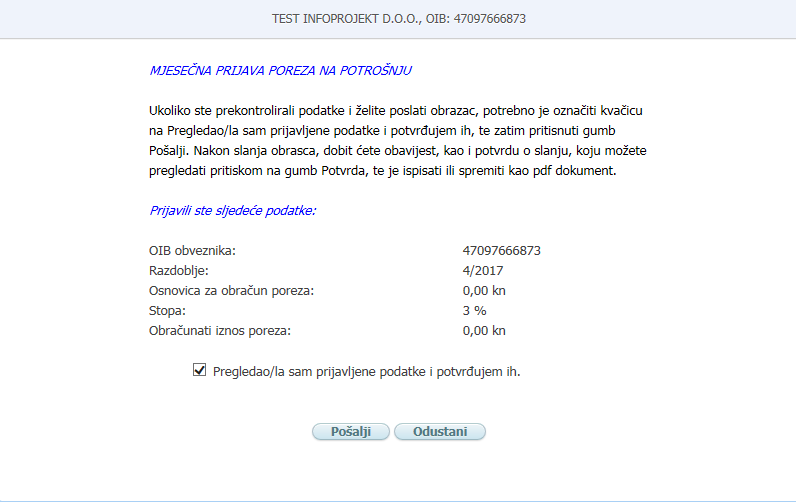 TEST INFOPROJEKT D.O.O., OIB: 47097666873
MJESEČNA PRIJAVA POREZA NA POTROŠNJU
Ukoliko ste prekontrolirali podatke i želite poslati obrazac, potrebno je označiti kvačicu
na Pregledao/la sam prijavljene podatke i potvrđujem ih, te zatim pritisnuti gumb
Pošalji. Nakon slanja obrasca, dobit ćete obavijest, kao i potvrdu o slanju, koju možete
pregledati pritiskom na gumb Potvrda, te je ispisati ili spremiti kao pdf dokument.
Prijavili ste sljedeće podatke:
OIB obveznika: 47097666873
Razdoblje: 4/2017
Osnovica za obračun poreza: 0,00 kn
Stopa: 3 %
Obračunati iznos poreza: 0,00 kn
Pregledao/la sam prijavljene podatke i potvrđujem ih.
Pošalji Odustani